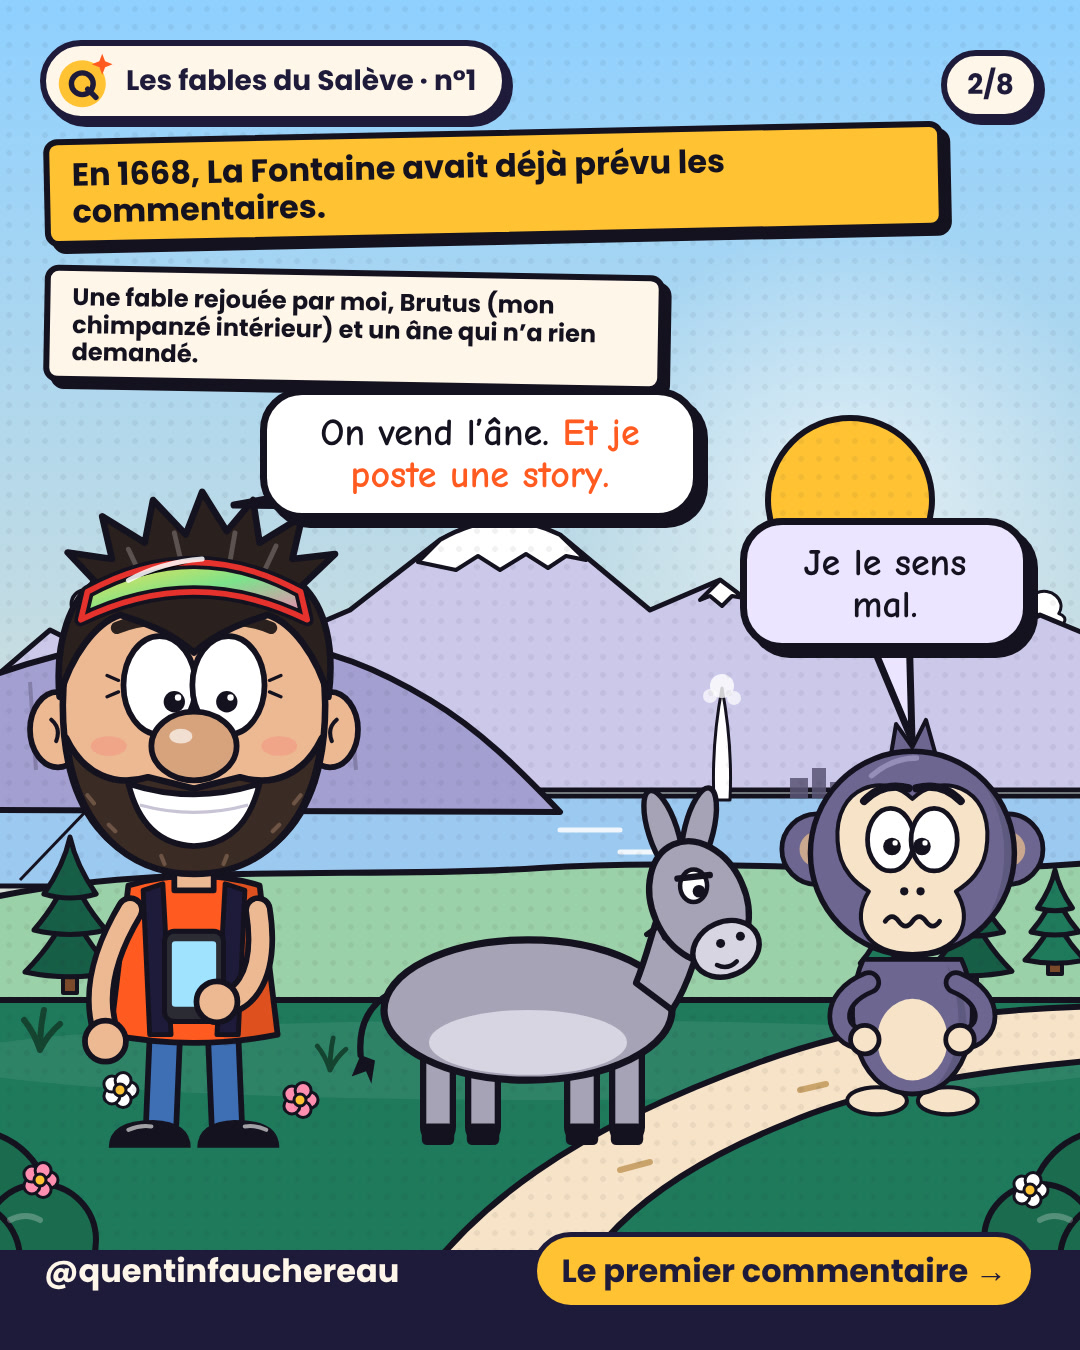 Q
Les fables du Salève · n°1
2/8
En 1668, La Fontaine avait déjà prévu les
commentaires.
Une fable rejouée par moi, Brutus (mon
chimpanzé intérieur) et un âne qui n’a rien
demandé.
On vend l’âne. Et je
poste une story.
Je le sens
mal.
@quentinfauchereau
Le premier commentaire →